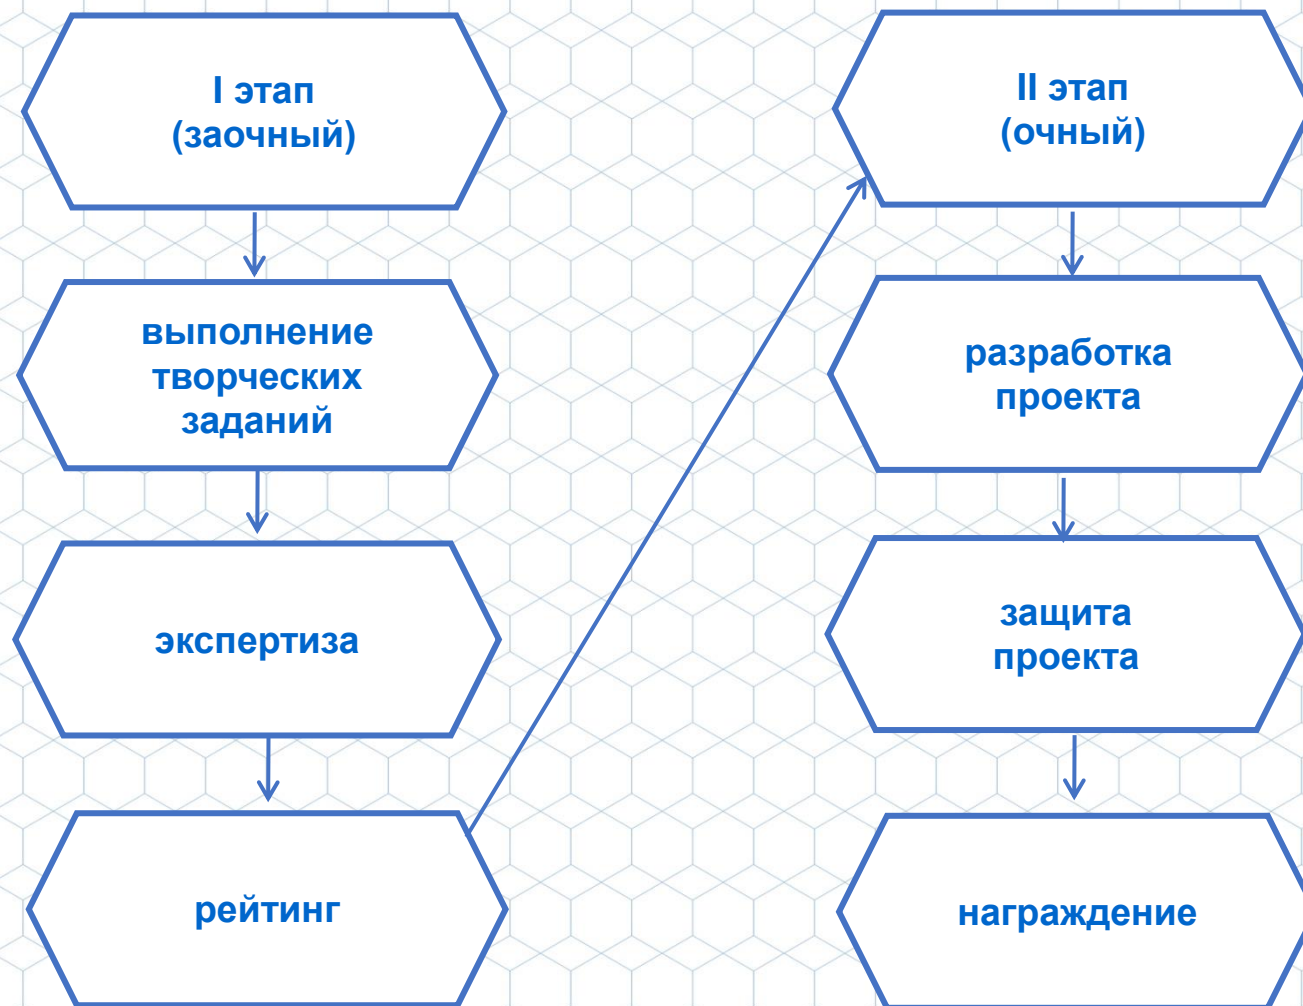 I этап
(заочный)
выполнение
творческих
заданий
экспертиза
рейтинг
II этап
(очный)
разработка
проекта
защита
проекта
награждение